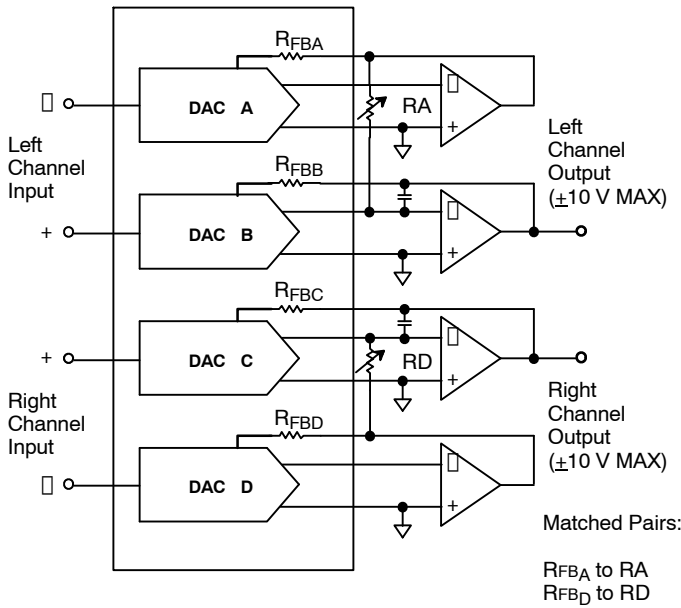 RFBA
DAC A
▯
RA
▯
+
Left
Channel
Input
Left
Channel
Output
(±10 V MAX)
RFBB
DAC B
+
▯
+
RFBC
DAC C
+
▯
+
RD
Right
Channel
Input
Right
Channel
Output
(±10 V MAX)
RFBD
DAC D
▯
▯
+
Matched Pairs:
RFBA to RA
RFBD to RD